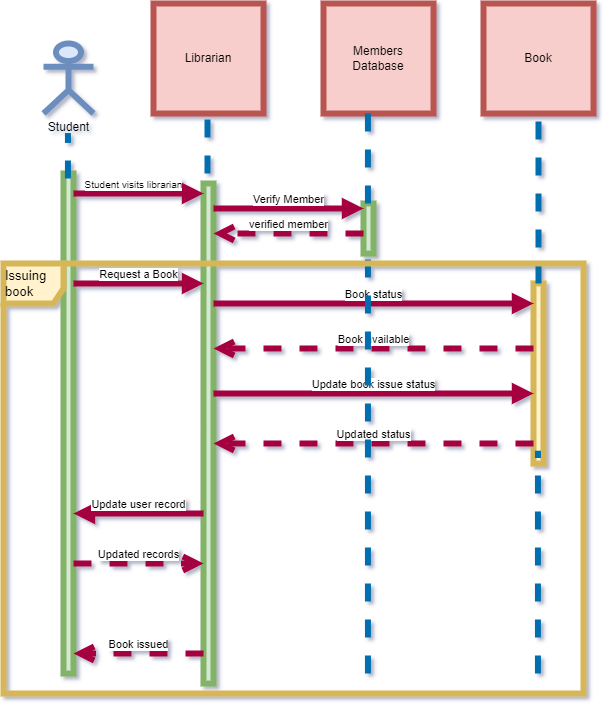 Librarian
Members
Database
Book
Student
Student visits librarian
Verify Member
verified member
Issuing
book
Request a Book
Book status
Book available
Update book issue status
Updated status
Update user record
Updated records
Book issued